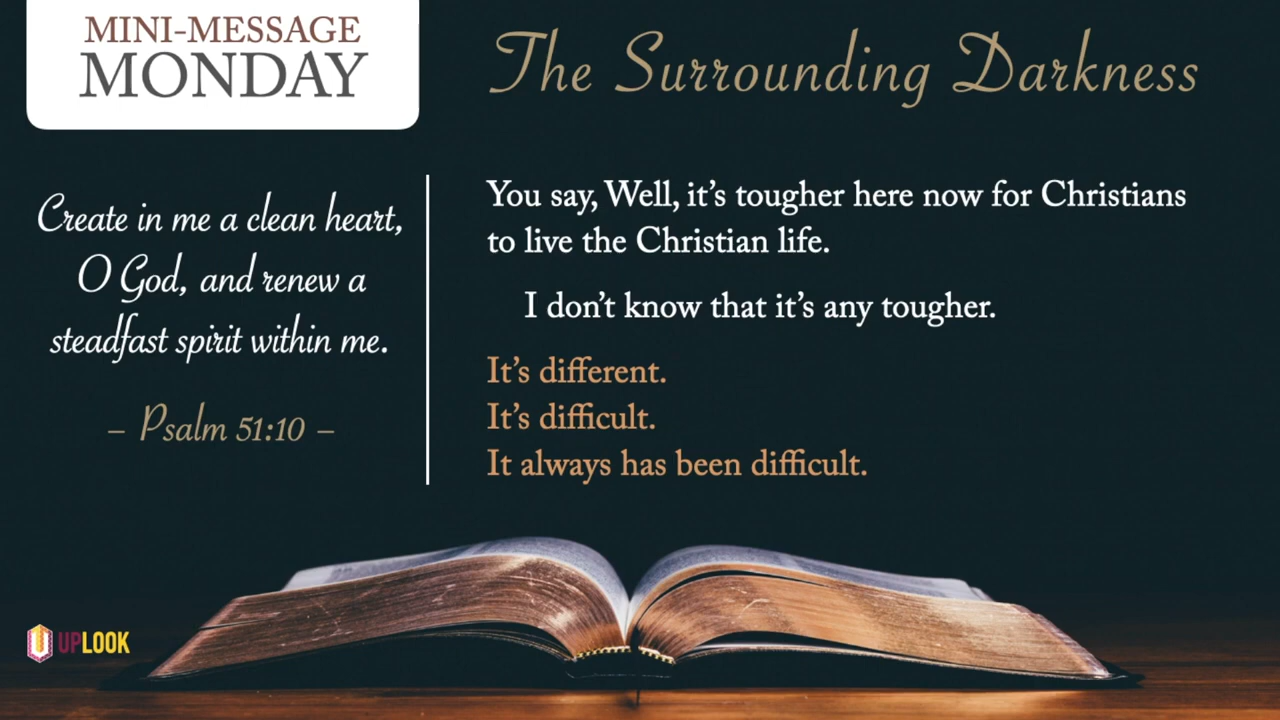 MINI-MESSAGE
MONDAY
The Surrounding Darkness
Create in me a clean heart,
O God, and renew a
steadfast spirit within me.
– Psalm 51:10 –
You say, Well, it’s tougher here now for Christians
to live the Christian life.
I don’t know that it’s any tougher.
It’s different.
It’s difficult.
It always has been difficult.
UPLOOK